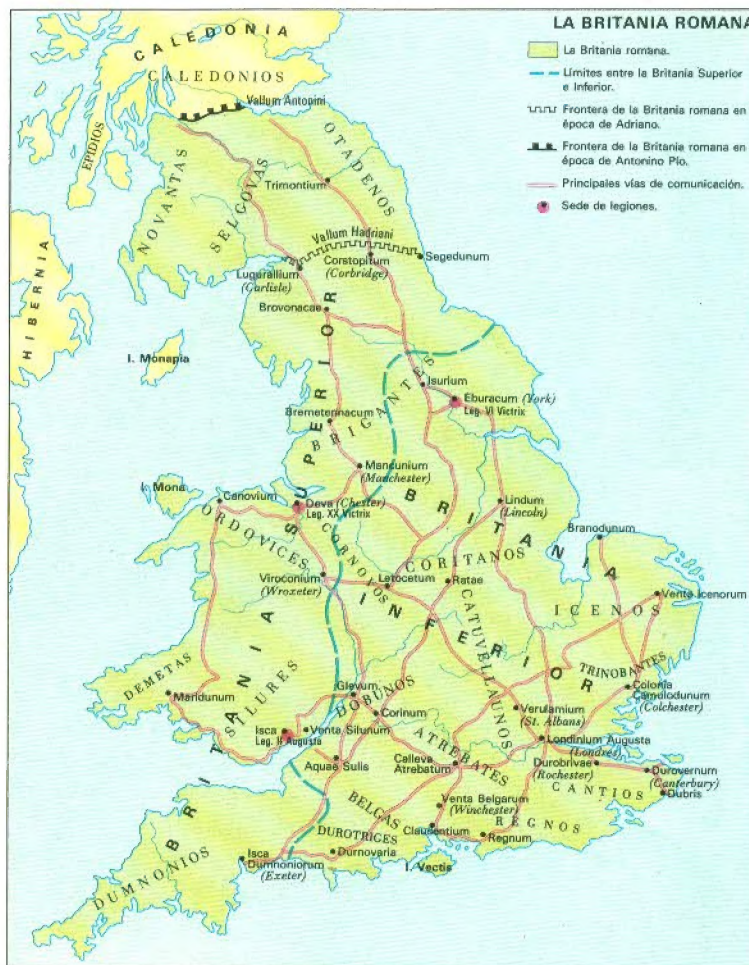 LA BRITANIA ROMANA
La Britania romana.
Límites entre la Britania Superior
e Inferior.
Frontera de la Britania romana en
época de Adriano.
Frontera de la Britania romana en
época de Antonino Pío.
Principales vías de comunicación.
Sede de legiones.
CALEDONIA
CALEDONIOS
Vallum Antonini
EPIDIOS
OTADENOS
NOVANTAS
SELGOVAS
Trimontium
Vallum Hadriani
Segedunum
Corstopitum
(Corbridge)
Lugurallium
(Carlisle)
Brovonacae
HIBERNIA
I. Monapia
Isurium
Eburacum (York)
Leg. VI Victrix
BRIGANTES
Bremetennacum
Mancunium
(Manchester)
I. Mona
Canovium
Deva (Chester)
Leg. XX Victrix
Lindum
(Lincoln)
Branodunum
ORDOVICES
CORNOVOS
CORITANOS
Viroconium
(Wroxeter)
Letocetum
Ratae
Venta Icenorum
ICENOS
CATUVELLAUNOS
BRITANIA
SUPERIOR
BRITANIA
INFERIOR
DEMETAS
SILURES
Maridunum
TRINOBANTES
Colonia
Camulodunum
(Colchester)
Glevum
DOBUNOS
Corinum
Verulamium
(St. Albans)
Isca
Leg. II Augusta
Venta Silurum
Londinium Augusta
(Londres)
ATREBATES
Aquae Sulis
Calleva
Atrebatum
Durobrivae
(Rochester)
Durovernum
(Canterbury)
CANTIOS
Dubris
Venta Belgarum
(Winchester)
BELGAS
REGNOS
DUROTRIGES
Clausentium
Regnum
Durnovaria
Isca
Dumnoniorum
(Exeter)
I. Vectis
DUMNONIOS